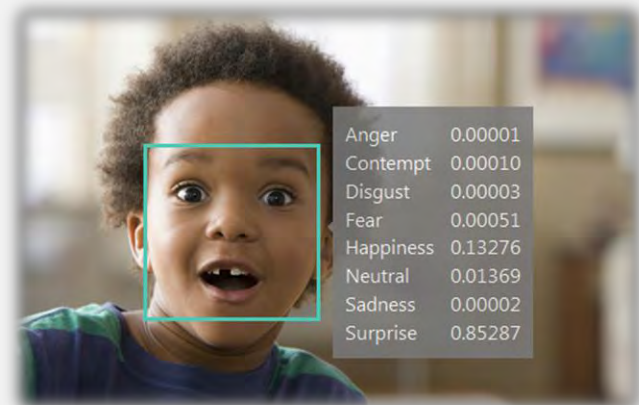 Anger 0.00001
Contempt 0.00010
Disgust 0.00003
Fear 0.00051
Happiness 0.13276
Neutral 0.01369
Sadness 0.00002
Surprise 0.85287